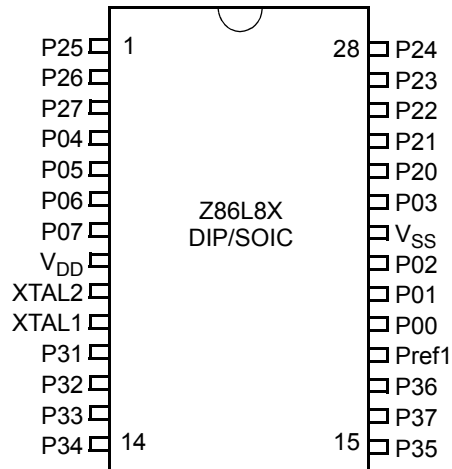 P25 1 28 P24
P26 P23
P27 P22
P04 P21
P05 P20
P06 P03
P07 VSS
VDD P02
XTAL2 P01
XTAL1 P00
P31 Pref1
P32 P36
P33 P37
P34 14 15 P35
Z86L8X
DIP/SOIC